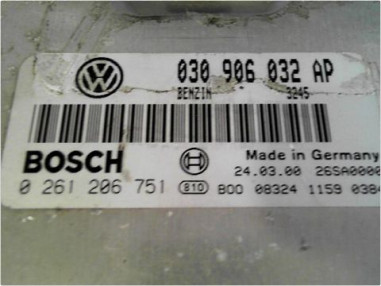 030 906 032 AP
BENZIN 3245
BOSCH
Made in Germany
24.03.00 26SA0000
0 261 206 751 810 BOO 08324 1159 0384